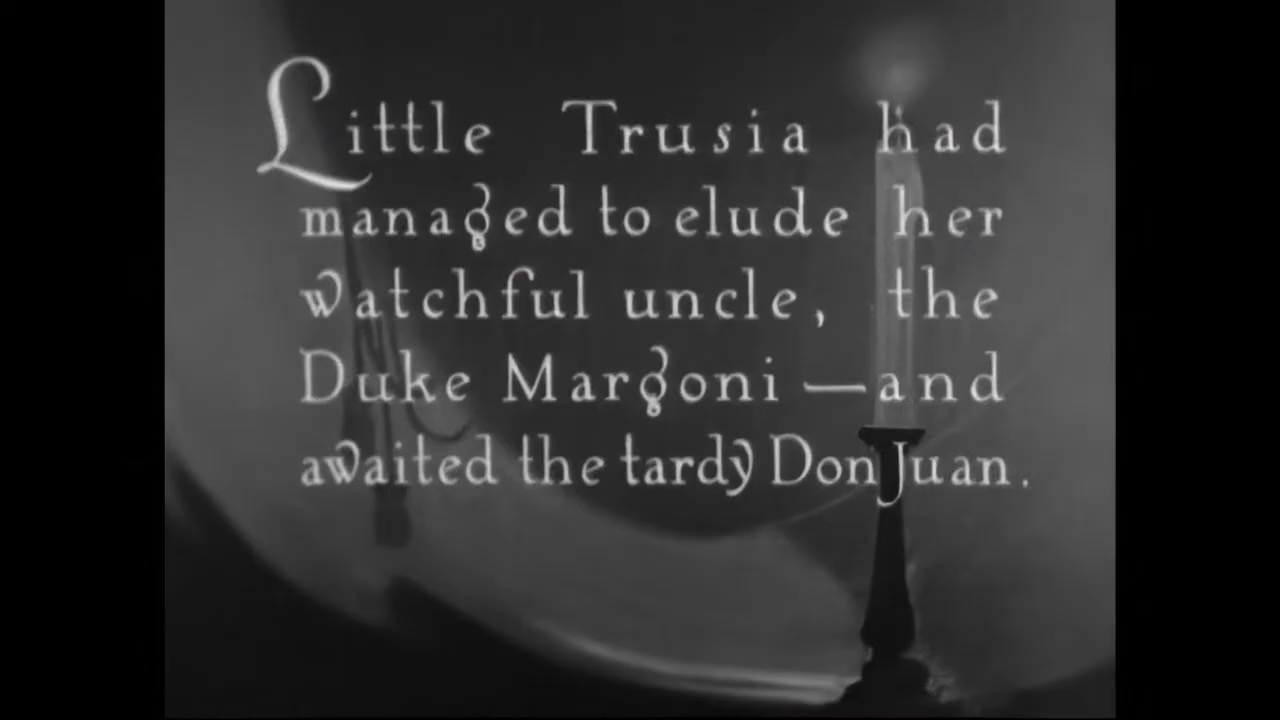 Little Trusia had
managed to elude her
watchful uncle, the
Duke Margoni — and
awaited the tardy Don Juan.